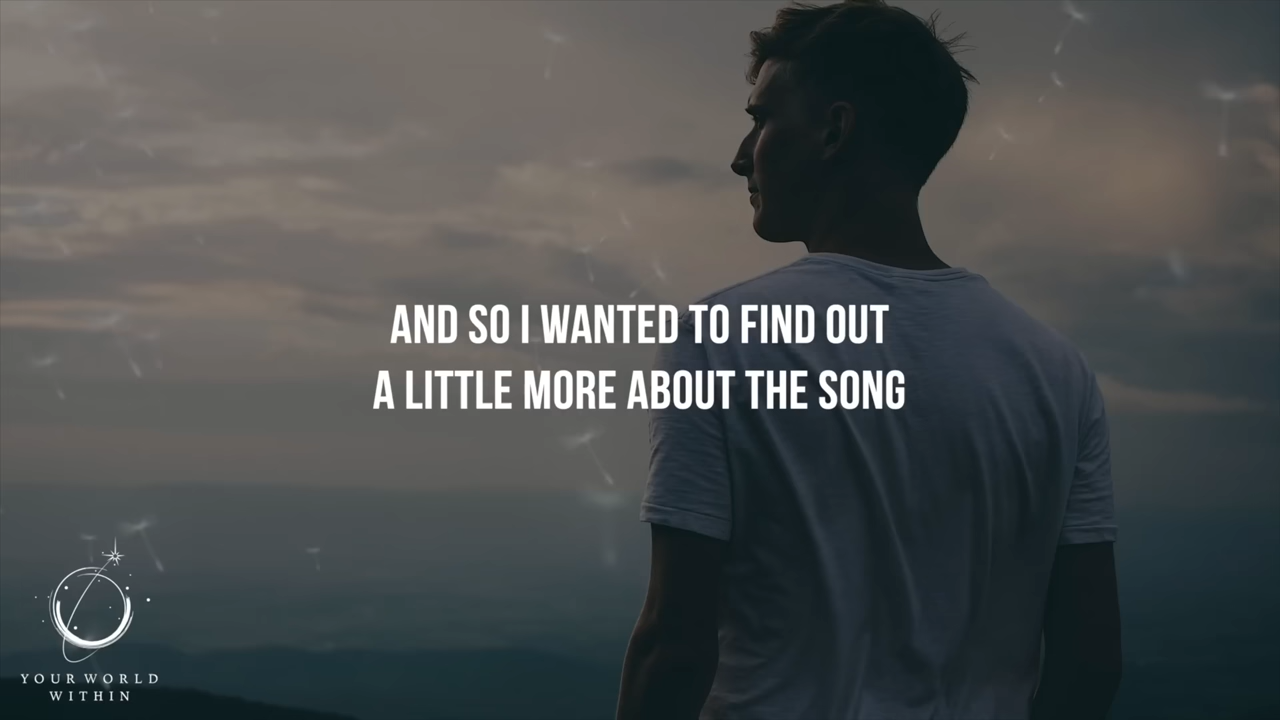 AND SO I WANTED TO FIND OUT
A LITTLE MORE ABOUT THE SONG
YOUR WORLD
WITHIN